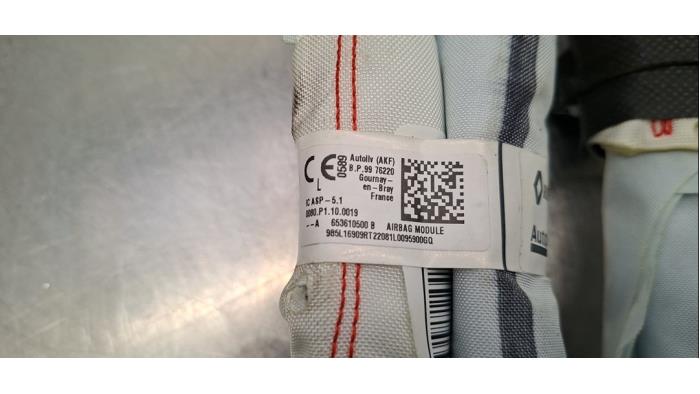 CE
L
0589
Autoliv (AKF)
B.P.99 76220
Gournay-
en-Bray
France
IC ASP-5.1
0080.P1.10.0019
--A 653610500 B AIRBAG MODULE
985L16909RT22081L0095900GQ
Auto